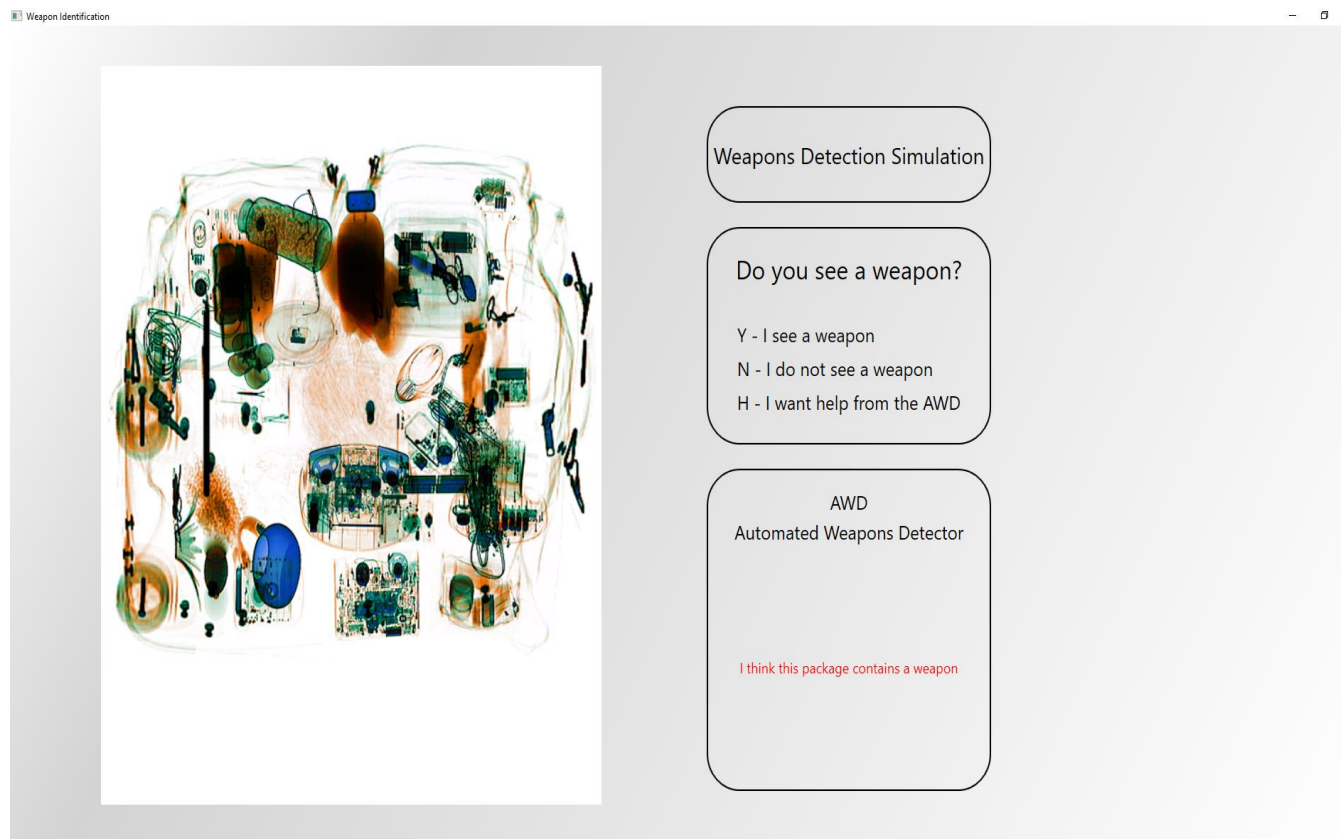 Weapon Identification
Weapons Detection Simulation
Do you see a weapon?
Y - I see a weapon
N - I do not see a weapon
H - I want help from the AWD
AWD
Automated Weapons Detector
I think this package contains a weapon